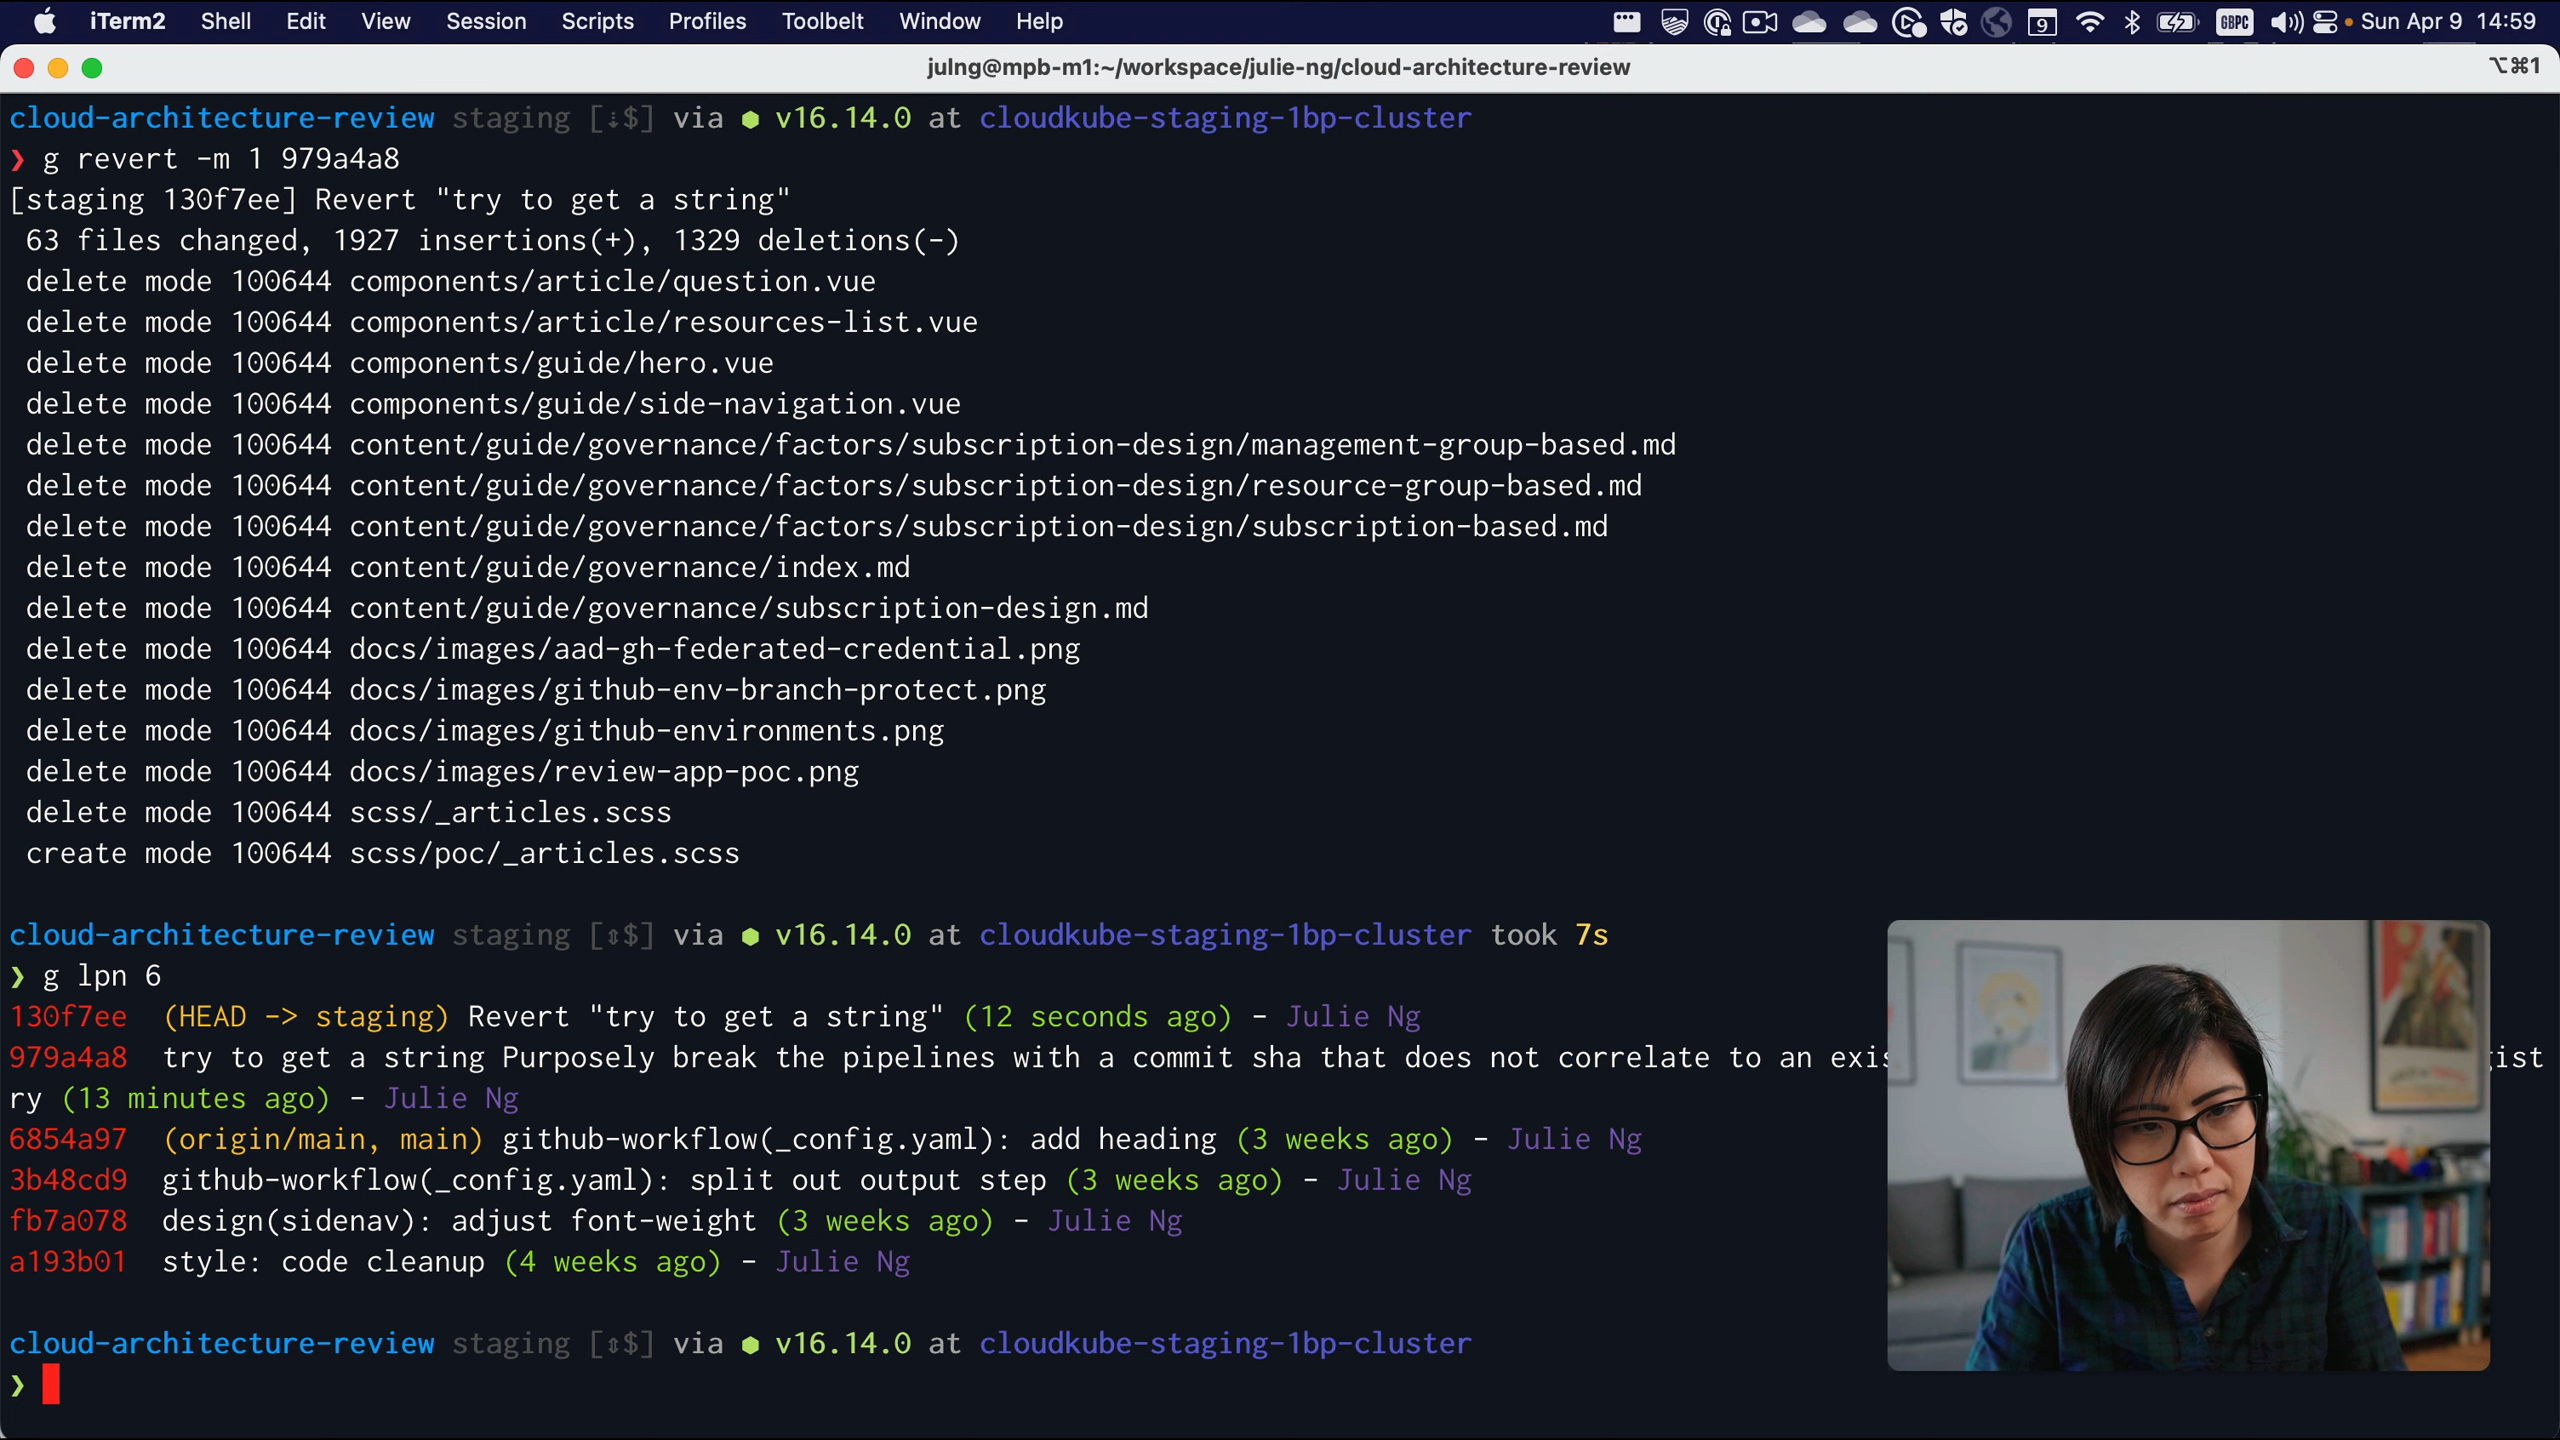 iTerm2 Shell Edit View Session Scripts Profiles Toolbelt Window Help 9 GBPC Sun Apr 9 14:59
julng@mpb-m1:~/workspace/julie-ng/cloud-architecture-review ⌥⌘1
cloud-architecture-review staging [⇣$] via ⬢ v16.14.0 at cloudkube-staging-1bp-cluster
❯ g revert -m 1 979a4a8
[staging 130f7ee] Revert "try to get a string"
63 files changed, 1927 insertions(+), 1329 deletions(-)
delete mode 100644 components/article/question.vue
delete mode 100644 components/article/resources-list.vue
delete mode 100644 components/guide/hero.vue
delete mode 100644 components/guide/side-navigation.vue
delete mode 100644 content/guide/governance/factors/subscription-design/management-group-based.md
delete mode 100644 content/guide/governance/factors/subscription-design/resource-group-based.md
delete mode 100644 content/guide/governance/factors/subscription-design/subscription-based.md
delete mode 100644 content/guide/governance/index.md
delete mode 100644 content/guide/governance/subscription-design.md
delete mode 100644 docs/images/aad-gh-federated-credential.png
delete mode 100644 docs/images/github-env-branch-protect.png
delete mode 100644 docs/images/github-environments.png
delete mode 100644 docs/images/review-app-poc.png
delete mode 100644 scss/_articles.scss
create mode 100644 scss/poc/_articles.scss
cloud-architecture-review staging [⇕$] via ⬢ v16.14.0 at cloudkube-staging-1bp-cluster took 7s
❯ g lpn 6
130f7ee (HEAD -> staging) Revert "try to get a string" (12 seconds ago) - Julie Ng
979a4a8 try to get a string Purposely break the pipelines with a commit sha that does not correlate to an exis gist
ry (13 minutes ago) - Julie Ng
6854a97 (origin/main, main) github-workflow(_config.yaml): add heading (3 weeks ago) - Julie Ng
3b48cd9 github-workflow(_config.yaml): split out output step (3 weeks ago) - Julie Ng
fb7a078 design(sidenav): adjust font-weight (3 weeks ago) - Julie Ng
a193b01 style: code cleanup (4 weeks ago) - Julie Ng
cloud-architecture-review staging [⇕$] via ⬢ v16.14.0 at cloudkube-staging-1bp-cluster
❯